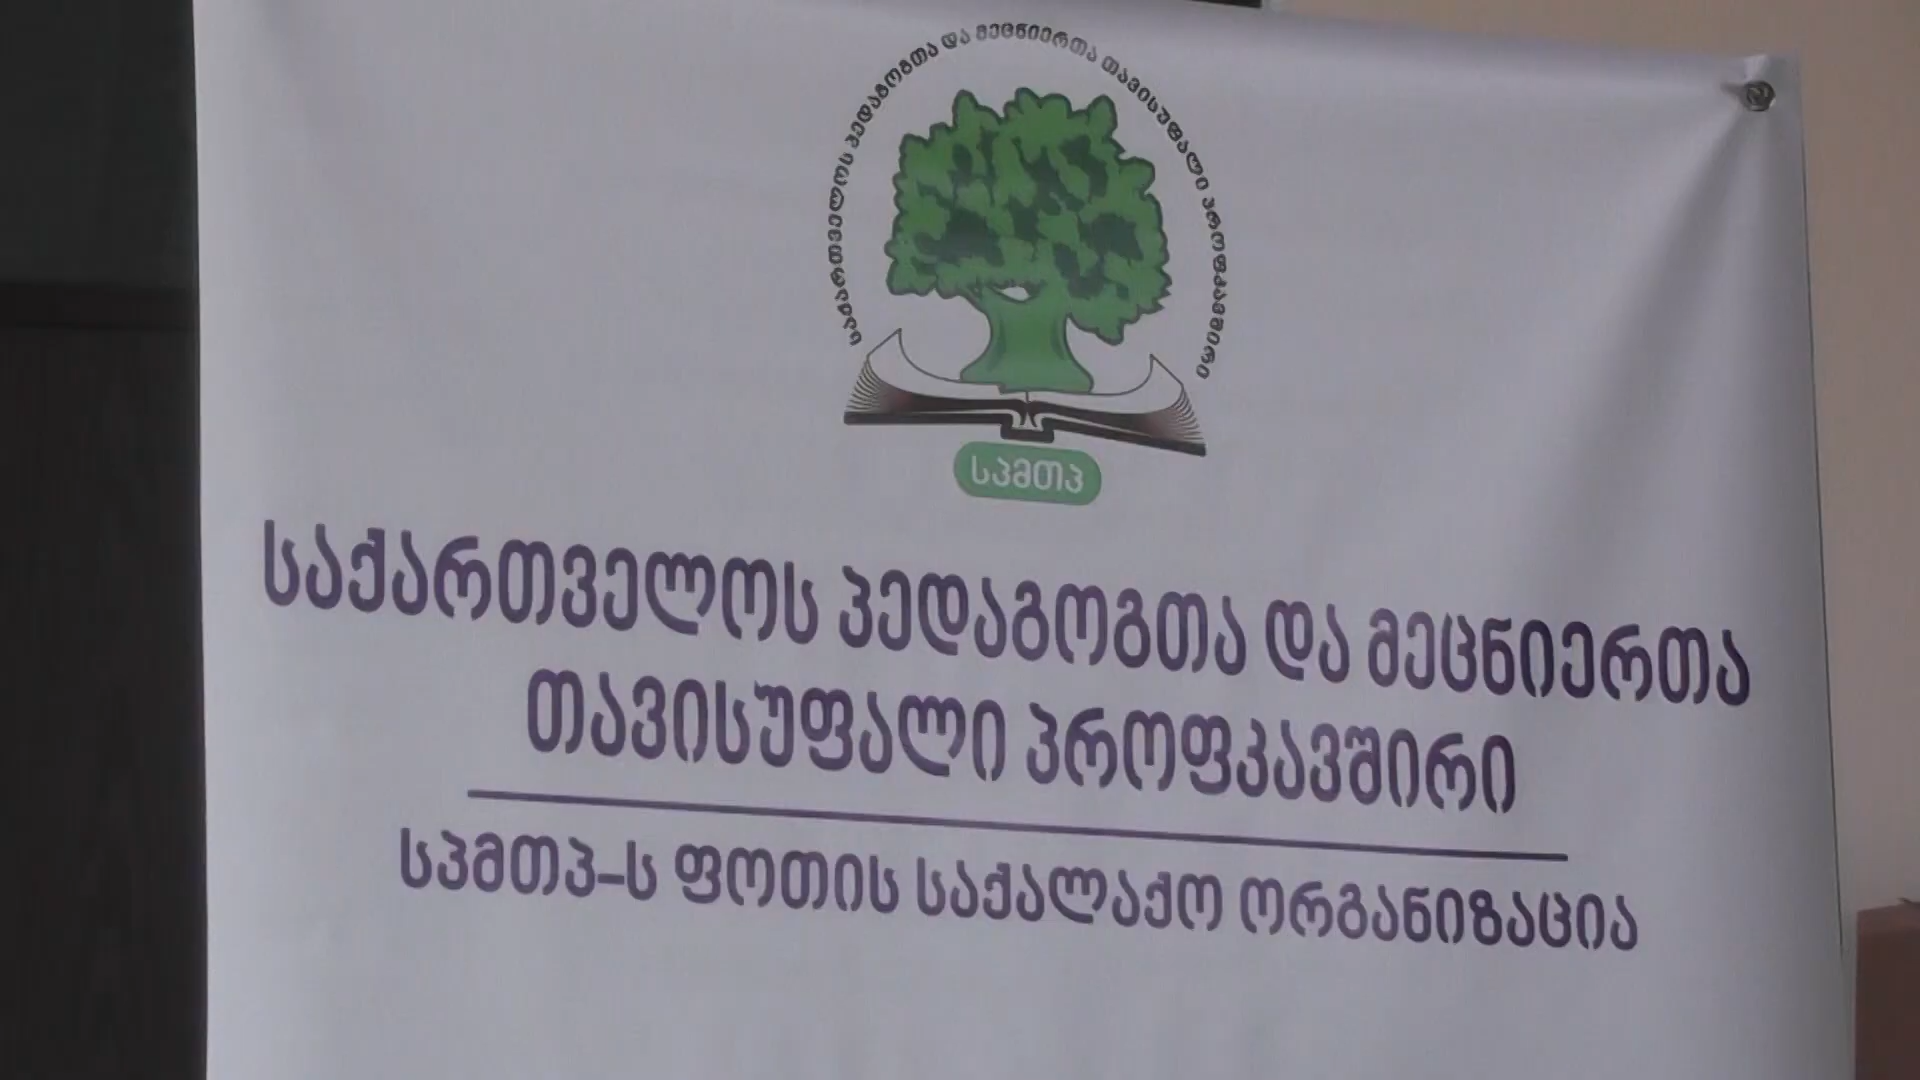 საქართველოს პედაგოგთა და მეცნიერთა თავისუფალი პროფკავშირი
სპმთპ
საქართველოს პედაგოგთა და მეცნიერთა
თავისუფალი პროფკავშირი
სპმთპ–ს ფოთის საქალაქო ორგანიზაცია